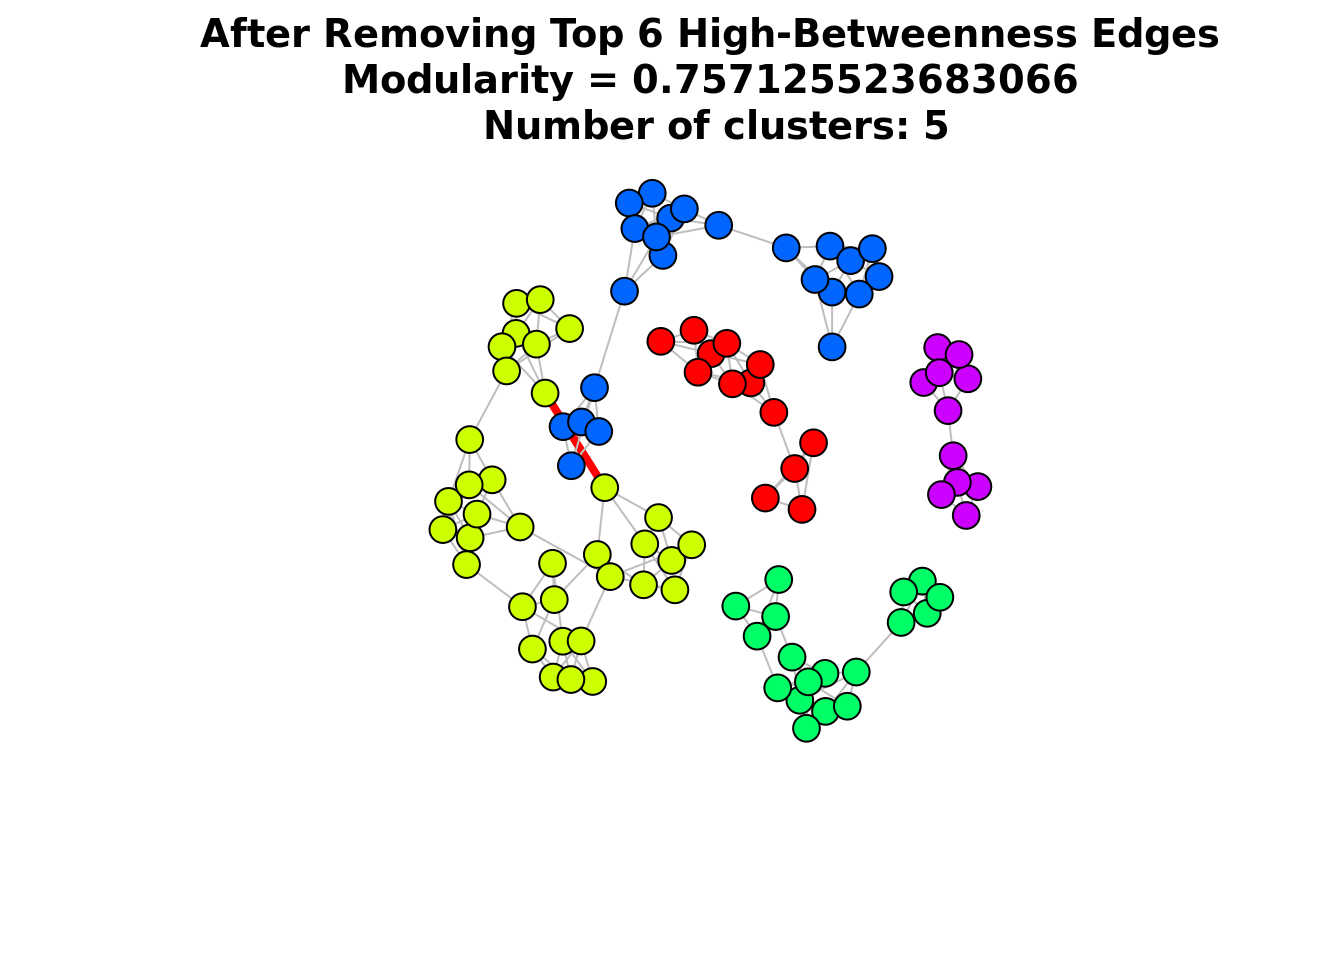 After Removing Top 6 High-Betweenness Edges
Modularity = 0.757125523683066
Number of clusters: 5